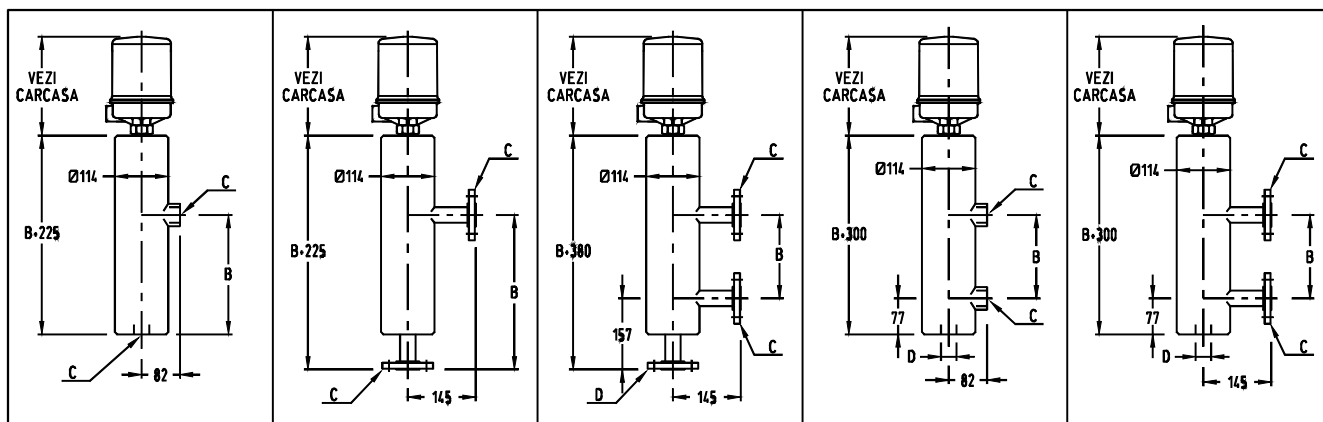 VEZI
CARCASA
Ø114
C
B+225
B
C
82
VEZI
CARCASA
Ø114
C
B+225
B
C
145
VEZI
CARCASA
Ø114
C
B+380
B
157
C
D
145
VEZI
CARCASA
Ø114
C
B+300
B
77
C
D
82
VEZI
CARCASA
Ø114
C
B+300
B
77
C
D
145